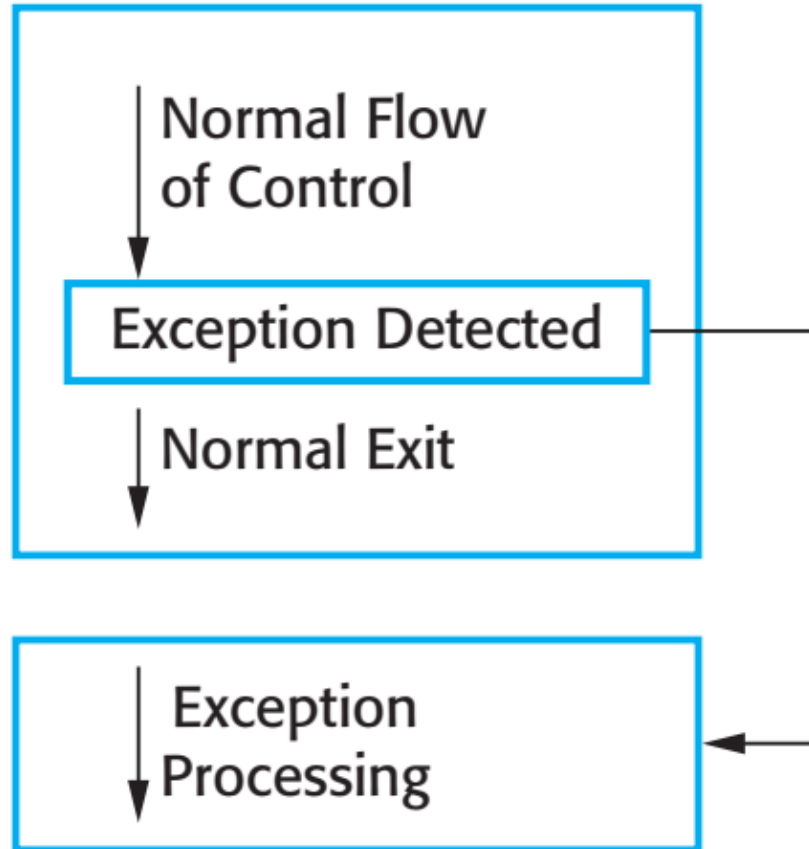 Normal Flow
of Control
Exception Detected
Normal Exit
Exception
Processing